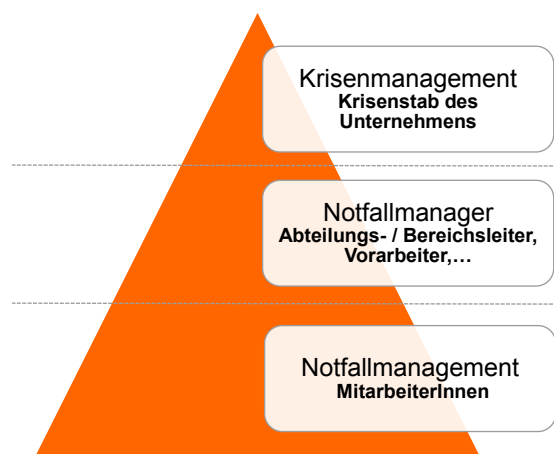 Krisenmanagement
Krisenstab des
Unternehmens
Notfallmanager
Abteilungs- / Bereichsleiter,
Vorarbeiter,…
Notfallmanagement
MitarbeiterInnen